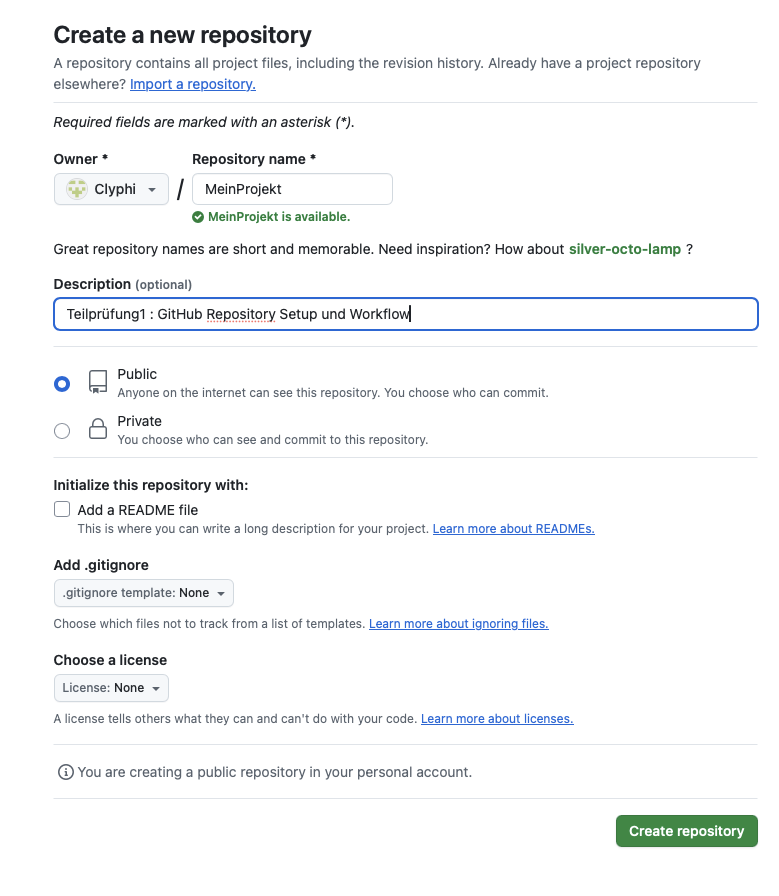 Create a new repository
A repository contains all project files, including the revision history. Already have a project repository
elsewhere? Import a repository.
Required fields are marked with an asterisk (*).
Owner *
Repository name *
Clyphi
/
MeinProjekt
MeinProjekt is available.
Great repository names are short and memorable. Need inspiration? How about silver-octo-lamp ?
Description (optional)
Teilprüfung1 : GitHub Repository Setup und Workflow
Public
Anyone on the internet can see this repository. You choose who can commit.
Private
You choose who can see and commit to this repository.
Initialize this repository with:
Add a README file
This is where you can write a long description for your project. Learn more about READMEs.
Add .gitignore
.gitignore template: None
Choose which files not to track from a list of templates. Learn more about ignoring files.
Choose a license
License: None
A license tells others what they can and can't do with your code. Learn more about licenses.
You are creating a public repository in your personal account.
Create repository